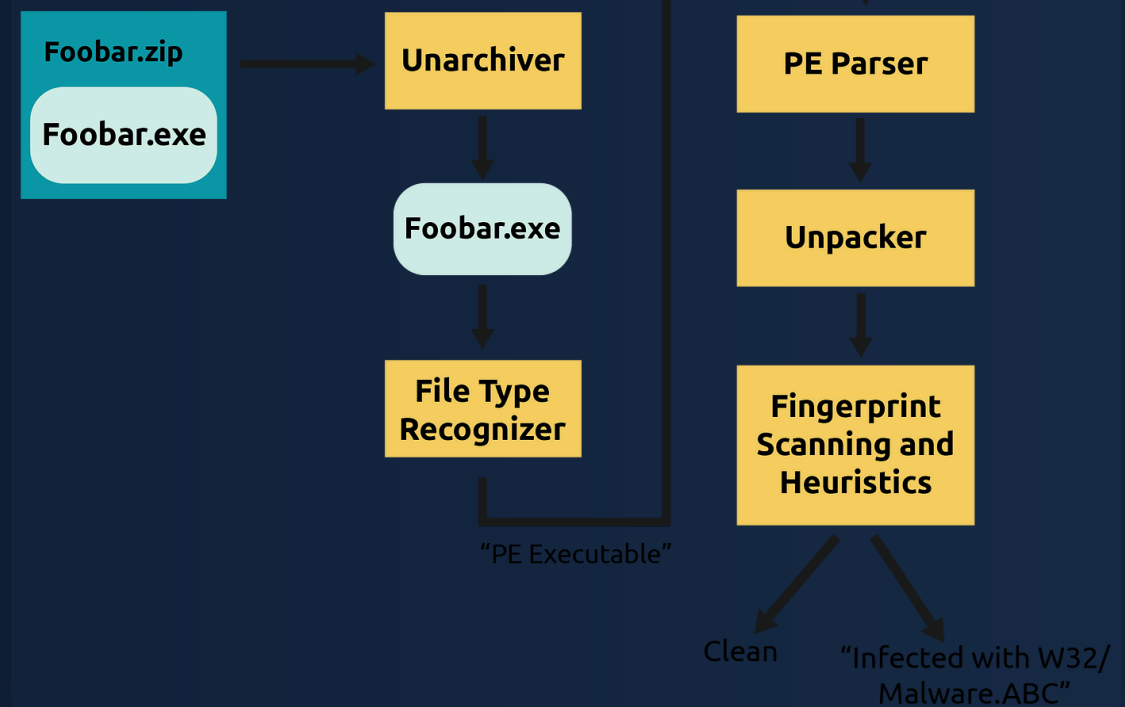 Foobar.zip
Foobar.exe
Unarchiver
Foobar.exe
File Type
Recognizer
“PE Executable”
PE Parser
Unpacker
Fingerprint
Scanning and
Heuristics
Clean
“Infected with W32/
Malware.ABC”